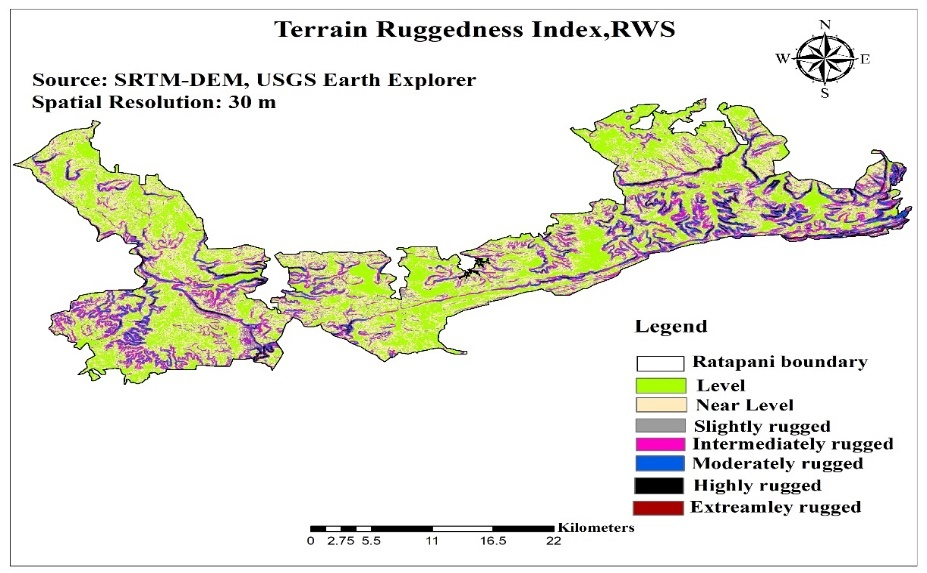 Terrain Ruggedness Index,RWS
N
W E
S
Source: SRTM-DEM, USGS Earth Explorer
Spatial Resolution: 30 m
Legend
Ratapani boundary
Level
Near Level
Slightly rugged
Intermediately rugged
Moderately rugged
Highly rugged
Extreamley rugged
Kilometers
0 2.75 5.5 11 16.5 22